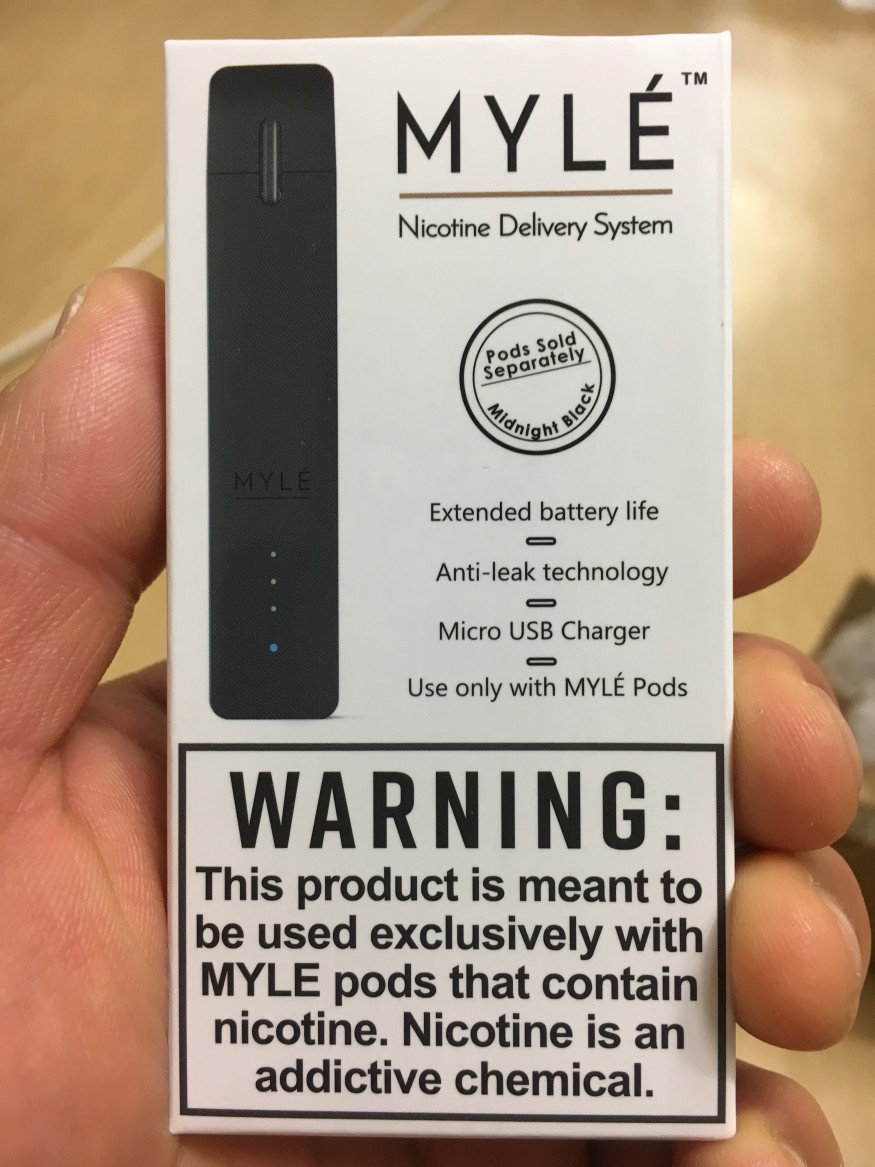 MYLÉ™
Nicotine Delivery System
Pods Sold
Separately
Midnight Black
MYLÉ
Extended battery life
Anti-leak technology
Micro USB Charger
Use only with MYLÉ Pods
WARNING:
This product is meant to
be used exclusively with
MYLE pods that contain
nicotine. Nicotine is an
addictive chemical.